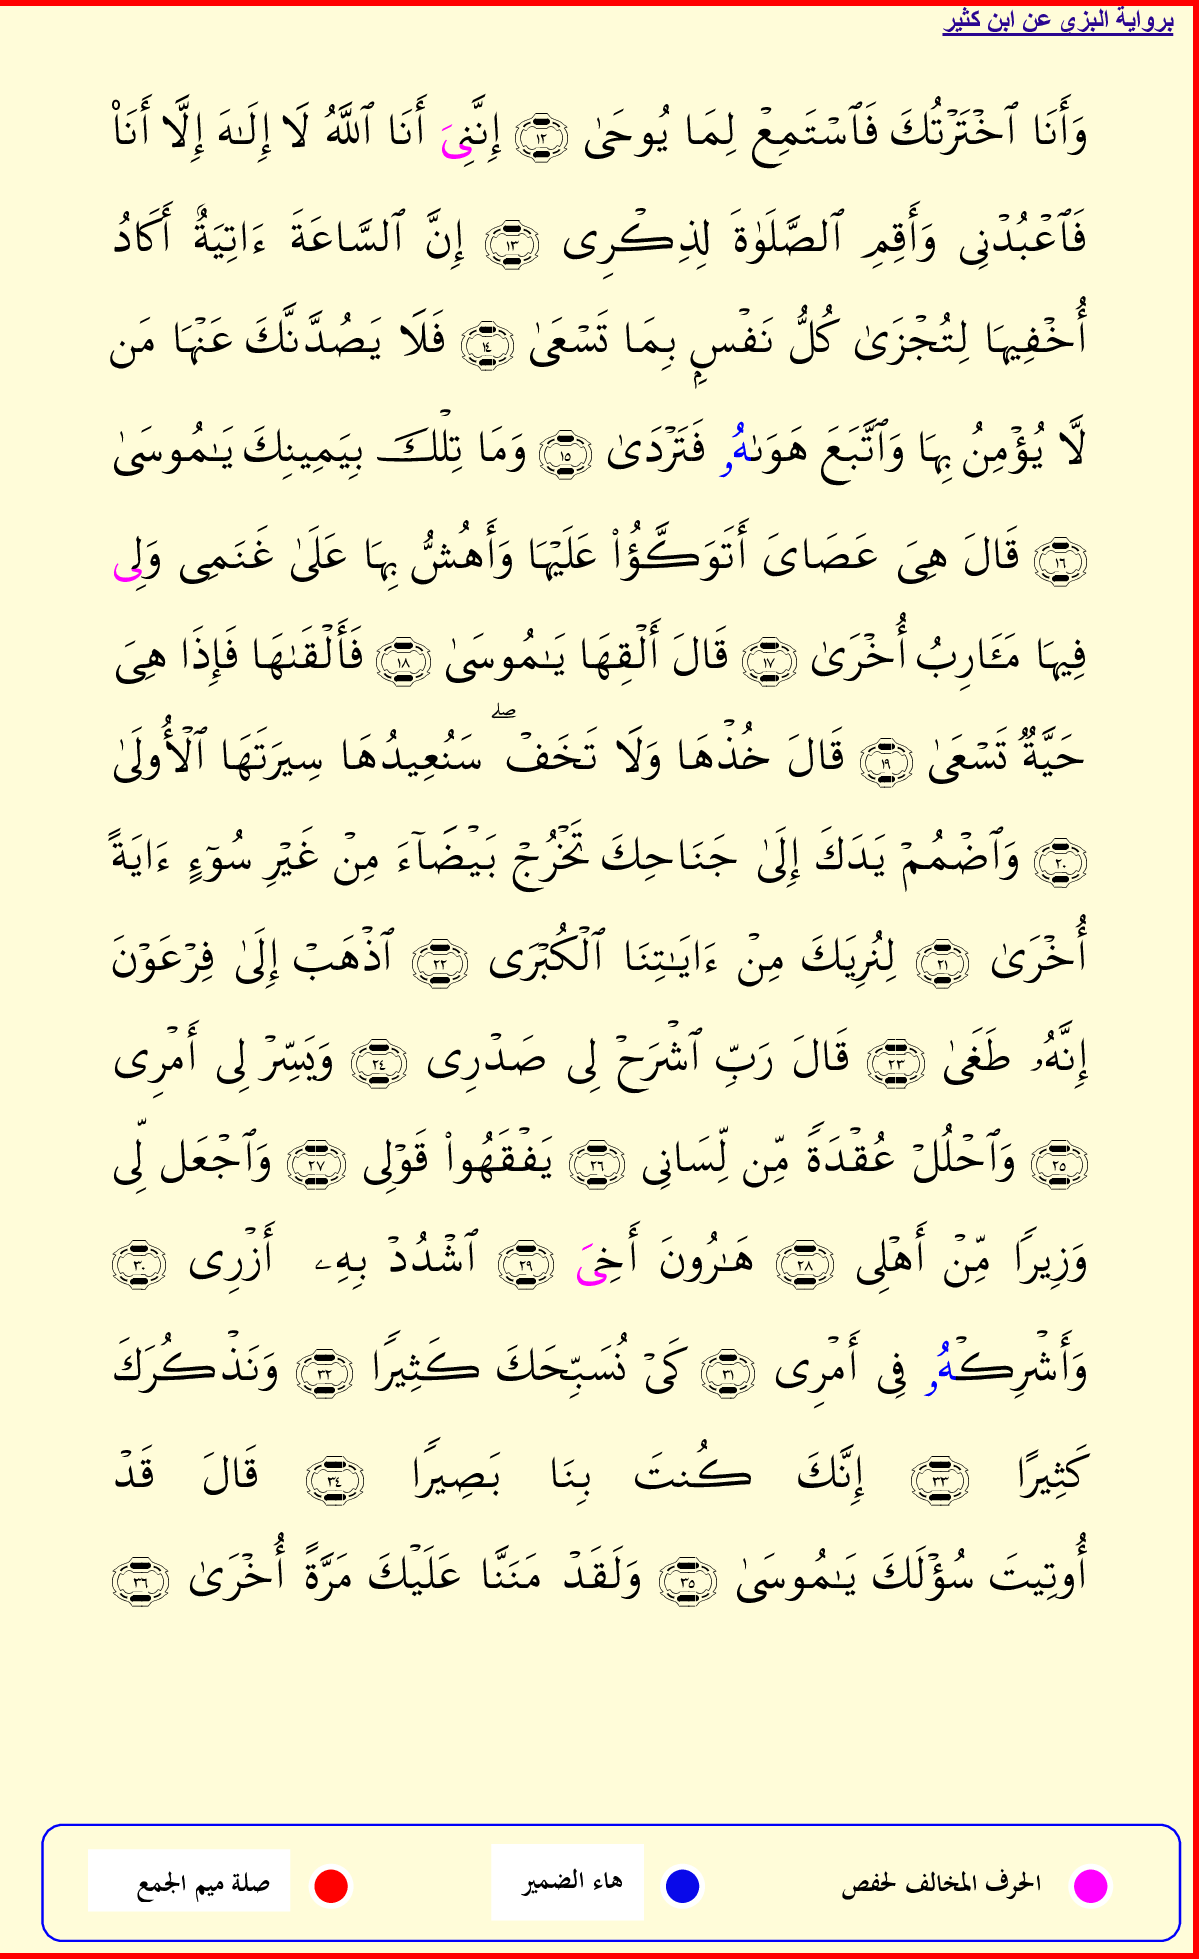 برواية البزي عن ابن كثير
وَأَنَا ٱخۡتَرۡتُكَ فَٱسۡتَمِعۡ لِمَا يُوحَىٰ ١٢ إِنَّنِيَ أَنَا ٱللَّهُ لَا إِلَٰهَ إِلَّا أَنَا۠
فَٱعۡبُدۡنِي وَأَقِمِ ٱلصَّلَوٰةَ لِذِكۡرِي ١٣ إِنَّ ٱلسَّاعَةَ ءَاتِيَةٌ أَكَادُ
أُخۡفِيهَا لِتُجۡزَىٰ كُلُّ نَفۡسِۭ بِمَا تَسۡعَىٰ ١٤ فَلَا يَصُدَّنَّكَ عَنۡهَا مَن
لَّا يُؤۡمِنُ بِهَا وَٱتَّبَعَ هَوَىٰهُۥ فَتَرۡدَىٰ ١٥ وَمَا تِلۡكَ بِيَمِينِكَ يَٰمُوسَىٰ
١٦ قَالَ هِيَ عَصَايَ أَتَوَكَّؤُاْ عَلَيۡهَا وَأَهُشُّ بِهَا عَلَىٰ غَنَمِي وَلِي
فِيهَا مَـَٔارِبُ أُخۡرَىٰ ١٧ قَالَ أَلۡقِهَا يَٰمُوسَىٰ ١٨ فَأَلۡقَىٰهَا فَإِذَا هِيَ
حَيَّةٌ تَسۡعَىٰ ١٩ قَالَ خُذۡهَا وَلَا تَخَفۡۖ سَنُعِيدُهَا سِيرَتَهَا ٱلۡأُولَىٰ
٢٠ وَٱضۡمُمۡ يَدَكَ إِلَىٰ جَنَاحِكَ تَخۡرُجۡ بَيۡضَآءَ مِنۡ غَيۡرِ سُوٓءٍ ءَايَةً
أُخۡرَىٰ ٢١ لِنُرِيَكَ مِنۡ ءَايَٰتِنَا ٱلۡكُبۡرَى ٢٢ ٱذۡهَبۡ إِلَىٰ فِرۡعَوۡنَ
إِنَّهُۥ طَغَىٰ ٢٣ قَالَ رَبِّ ٱشۡرَحۡ لِي صَدۡرِي ٢٤ وَيَسِّرۡ لِي أَمۡرِي
٢٥ وَٱحۡلُلۡ عُقۡدَةً مِّن لِّسَانِي ٢٦ يَفۡقَهُواْ قَوۡلِي ٢٧ وَٱجۡعَل لِّي
وَزِيرًا مِّنۡ أَهۡلِي ٢٨ هَٰرُونَ أَخِيَ ٢٩ ٱشۡدُدۡ بِهِۦ أَزۡرِي ٣٠
وَأَشۡرِكۡهُۥ فِي أَمۡرِي ٣١ كَيۡ نُسَبِّحَكَ كَثِيرًا ٣٢ وَنَذۡكُرَكَ
كَثِيرًا ٣٣ إِنَّكَ كُنتَ بِنَا بَصِيرًا ٣٤ قَالَ قَدۡ
أُوتِيتَ سُؤۡلَكَ يَٰمُوسَىٰ ٣٥ وَلَقَدۡ مَنَنَّا عَلَيۡكَ مَرَّةً أُخۡرَىٰ ٣٦
الحرف المخالف لحفص هاء الضمير صلة ميم الجمع